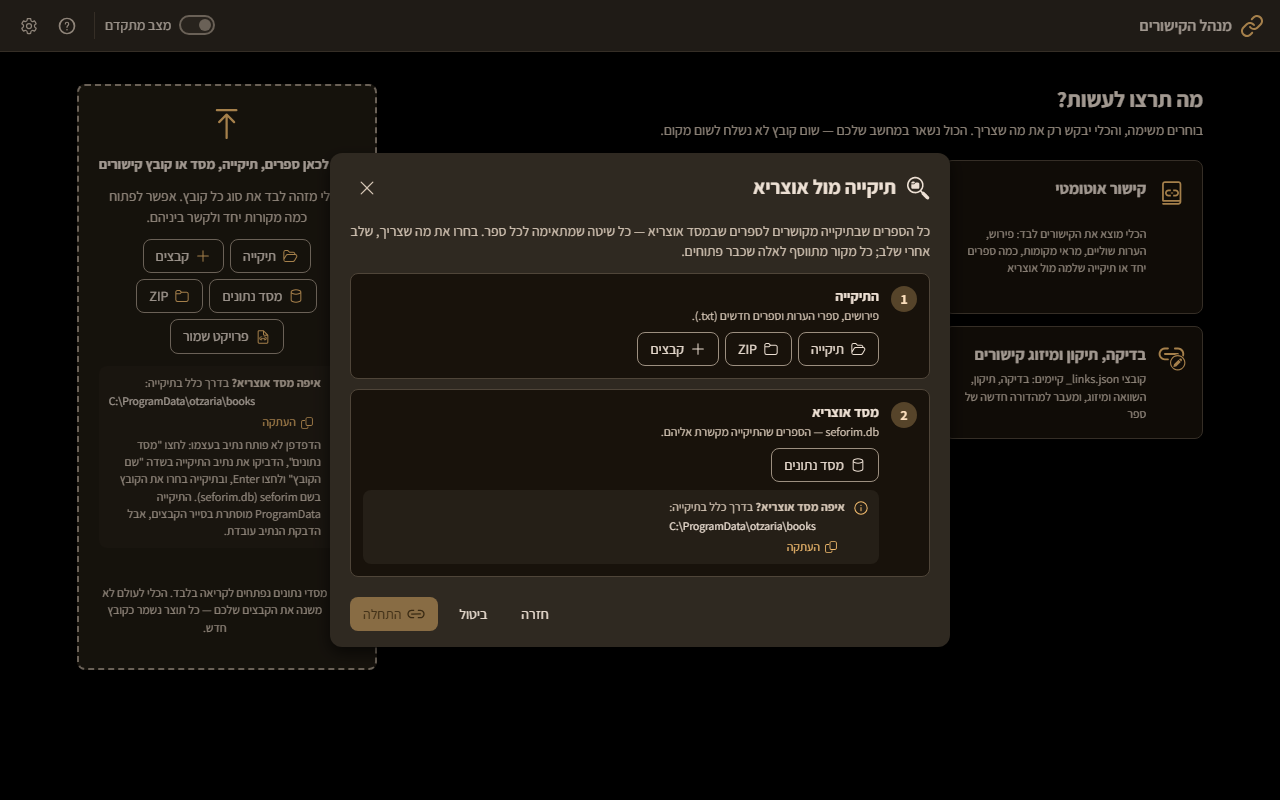 מנהל הקישורים
מצב מתקדם
מה תרצו לעשות?
בוחרים משימה, והכלי יבקש רק את מה שצריך. הכול נשאר במחשב שלכם — שום קובץ לא נשלח לשום מקום.
קישור אוטומטי
הכלי מוצא את הקישורים לבד: פירוש,
הערות שוליים, מראי מקומות, כמה ספרים
יחד או תיקייה שלמה מול אוצריא
בדיקה, תיקון ומיזוג קישורים
קובצי links.json_ קיימים: בדיקה, תיקון,
השוואה ומיזוג, ומעבר למהדורה חדשה של
ספר
תיקייה מול אוצריא
כל הספרים שבתיקייה מקושרים לספרים שבמסד אוצריא — כל שיטה שמתאימה לכל ספר. בחרו את מה שצריך, שלב
אחרי שלב; כל מקור מתווסף לאלה שכבר פתוחים.
1
התיקייה
פירושים, ספרי הערות וספרים חדשים (txt.).
תיקייה
ZIP
קבצים
2
מסד אוצריא
seforim.db — הספרים שהתיקייה מקשרת אליהם.
מסד נתונים
איפה מסד אוצריא? בדרך כלל בתיקייה:
C:\ProgramData\otzaria\books
העתקה
חזרה
ביטול
התחלה
לכאן ספרים, תיקייה, מסד או קובץ קישורים
לי מזהה לבד את סוג כל קובץ. אפשר לפתוח
כמה מקורות יחד ולקשר ביניהם.
תיקייה
קבצים
מסד נתונים
ZIP
פרויקט שמור
איפה מסד אוצריא? בדרך כלל בתיקייה:
C:\ProgramData\otzaria\books
העתקה
הדפדפן לא פותח נתיב בעצמו: לחצו "מסד
נתונים", הדביקו את נתיב התיקייה בשדה "שם
הקובץ" ולחצו Enter, ובתיקייה בחרו את הקובץ
בשם seforim (seforim.db). התיקייה
ProgramData מוסתרת בסייר הקבצים, אבל
הדבקת הנתיב עובדת.
מסדי נתונים נפתחים לקריאה בלבד. הכלי לעולם לא
משנה את הקבצים שלכם — כל תוצר נשמר כקובץ
חדש.